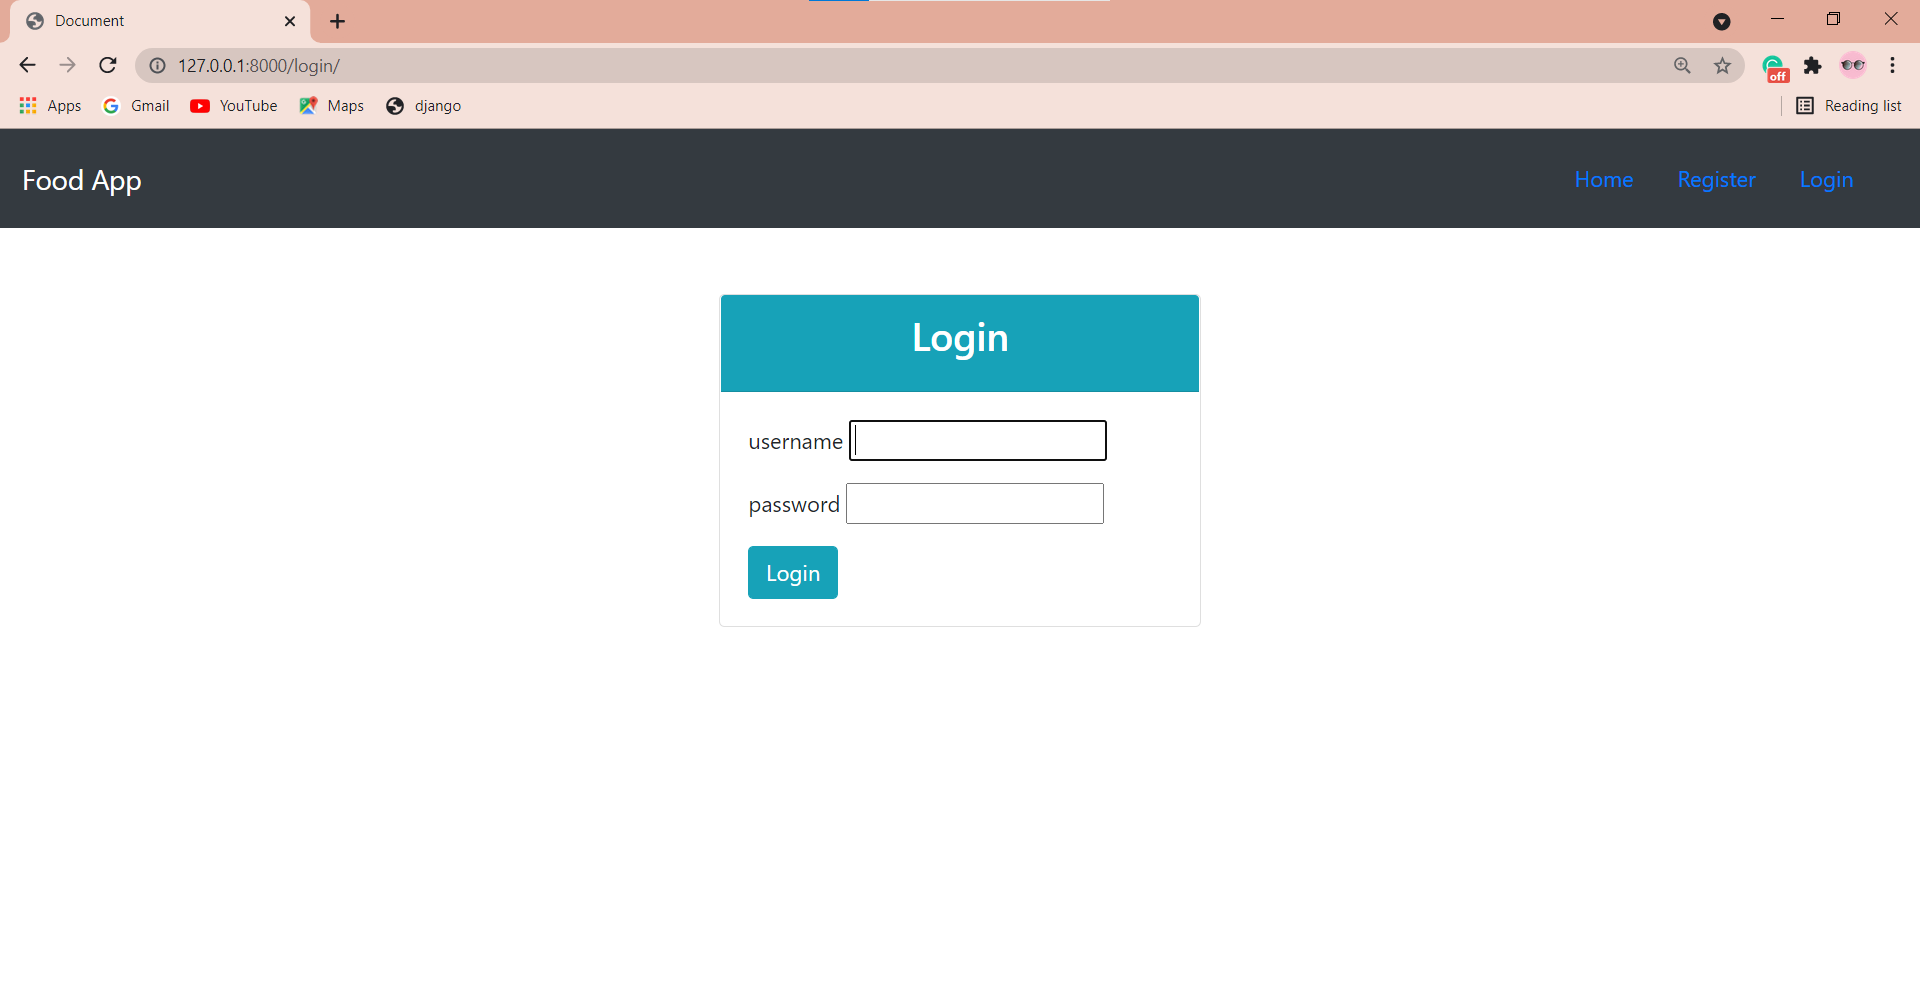 Document
127.0.0.1:8000/login/
off
Apps Gmail YouTube Maps django Reading list
Food App Home Register Login
Login
username
password
Login